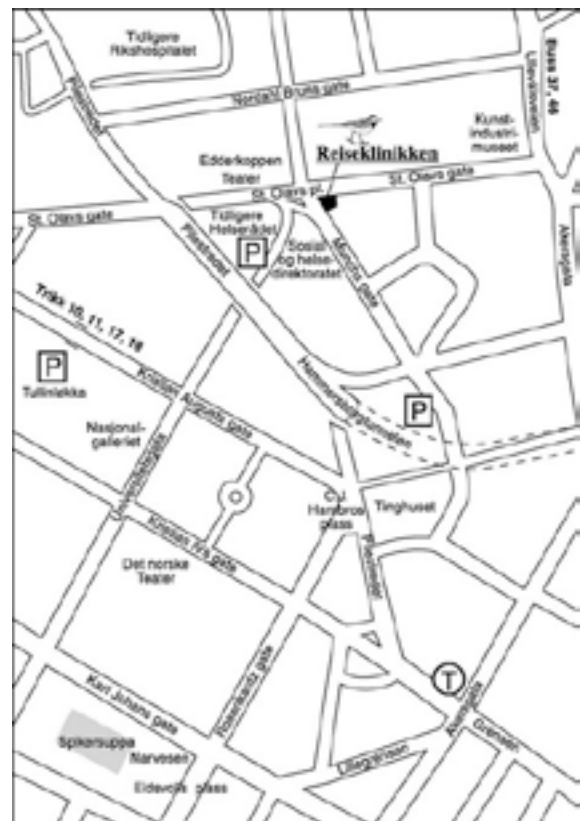 Tidligere
Rikshospitalet
Pilestredet
Nordahl Bruns gate
Ullevålsveien
Buss 37, 46
Kunst-
industri-
museet
Reiseklinikken
Edderkoppen
Teater
St. Olavs pl.
St. Olavs gate
St. Olavs gate
Tidligere
Helserådet
P
Sosial
og helse-
direktoratet
Munchs gate
Akersgata
Pilestredet
Trikk 10, 11, 17, 18
P
Tullinløkka
Kristian Augusts gate
Hammersborgtunnelen
P
Nasjonal-
galleriet
Universitetsgata
C.J.
Hambros
plass
Tinghuset
Kristian IVs gate
Pilestredet
Det norske
Teater
T
Rosenkrantz gate
Karl Johans gate
Akersgata
Grensen
Spikersuppa
Narvesen
Lille grensen
Eidsvolls plass